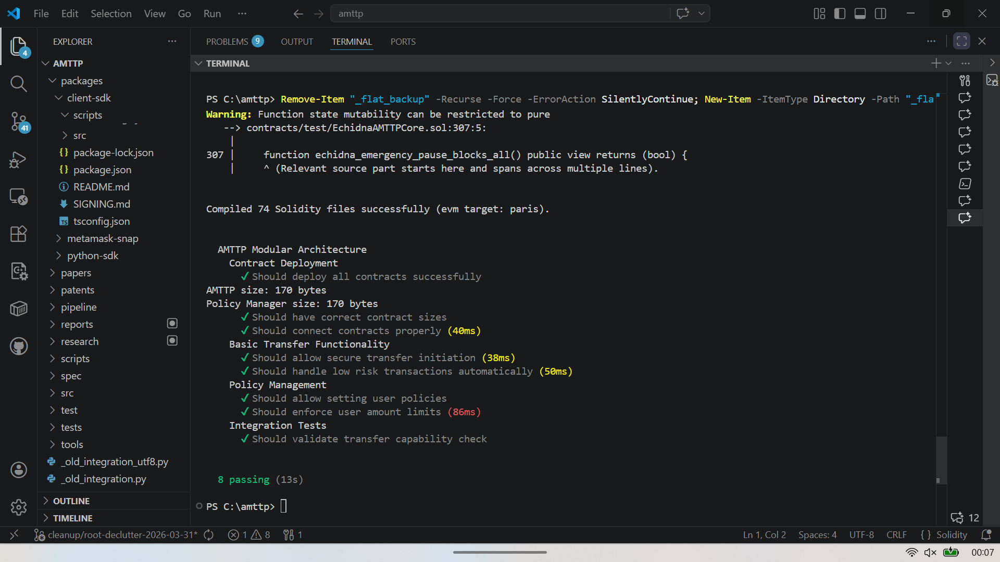 File Edit Selection View Go Run ···
amttp
EXPLORER
4
AMTTP
packages
client-sdk
scripts
src
package-lock.json
package.json
README.md
SIGNING.md
tsconfig.json
metamask-snap
python-sdk
papers
patents
pipeline
reports
research
scripts
spec
src
test
tests
tools
_old_integration_utf8.py
_old_integration.py
OUTLINE
TIMELINE
41
PROBLEMS 9 OUTPUT TERMINAL PORTS
TERMINAL
PS C:\amttp> Remove-Item "_flat_backup" -Recurse -Force -ErrorAction SilentlyContinue; New-Item -ItemType Directory -Path "_fla
Warning: Function state mutability can be restricted to pure
--> contracts/test/EchidnaAMTTPCore.sol:307:5:
|
307 | function echidna_emergency_pause_blocks_all() public view returns (bool) {
| ^ (Relevant source part starts here and spans across multiple lines).
Compiled 74 Solidity files successfully (evm target: paris).
AMTTP Modular Architecture
Contract Deployment
✓ Should deploy all contracts successfully
AMTTP size: 170 bytes
Policy Manager size: 170 bytes
✓ Should have correct contract sizes
✓ Should connect contracts properly (40ms)
Basic Transfer Functionality
✓ Should allow secure transfer initiation (38ms)
✓ Should handle low risk transactions automatically (50ms)
Policy Management
✓ Should allow setting user policies
✓ Should enforce user amount limits (86ms)
Integration Tests
✓ Should validate transfer capability check
8 passing (13s)
PS C:\amttp>
12
cleanup/root-declutter-2026-03-31* 1 8 1
Ln 1, Col 2 Spaces: 4 UTF-8 CRLF { } Solidity
00:07